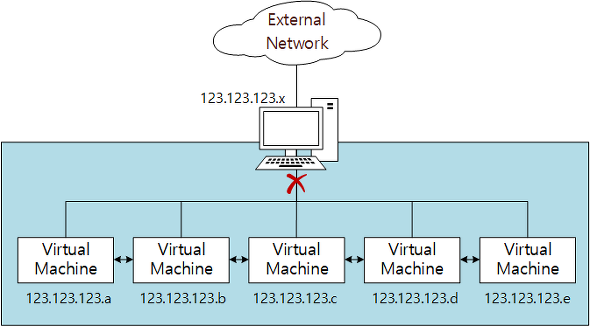 External
Network
123.123.123.x
Virtual Machine
Virtual Machine
Virtual Machine
Virtual Machine
Virtual Machine
123.123.123.a
123.123.123.b
123.123.123.c
123.123.123.d
123.123.123.e